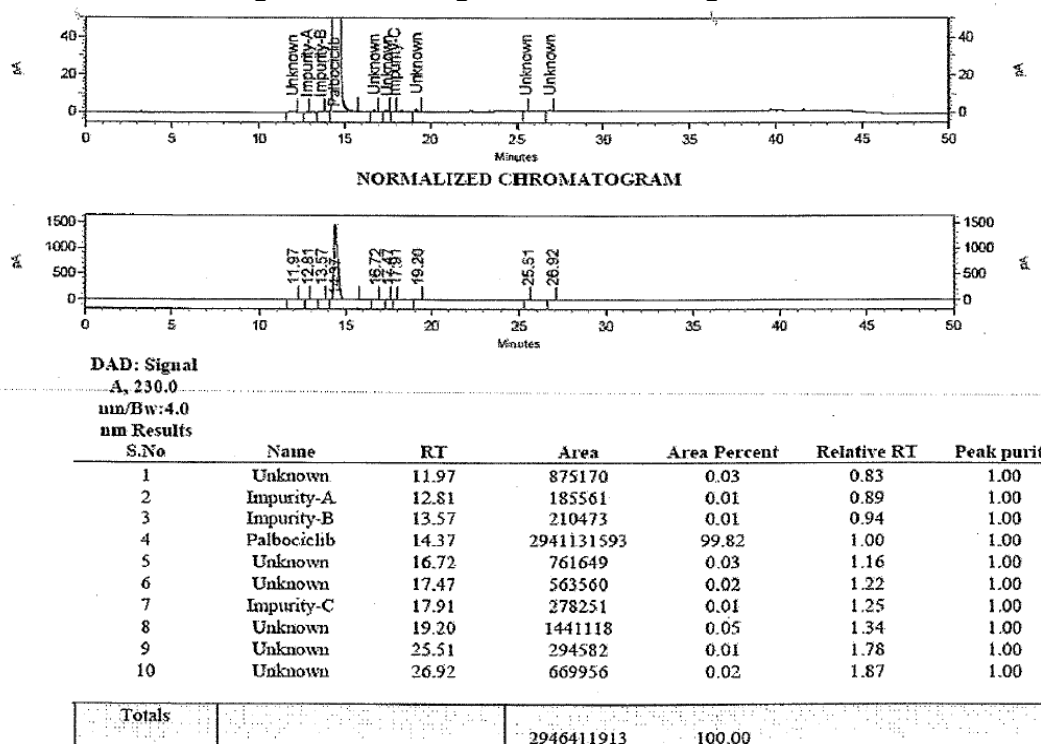 40 40
20 20
0 0
pA pA
Unknown
Impurity-A
Impurity-B
Palbociclib
Unknown
Unknown
Impurity-C
Unknown
Unknown
Unknown
0 5 10 15 20 25 30 35 40 45 50
Minutes
NORMALIZED CHROMATOGRAM
1500 1500
1000 1000
500 500
0 0
pA pA
11.97
12.81
13.57
14.37
16.72
17.47
17.91
19.20
25.51
26.92
0 5 10 15 20 25 30 35 40 45 50
Minutes
DAD: Signal
A, 230.0
nm/Bw:4.0
nm Results
S.No Name RT Area Area Percent Relative RT Peak purit
1 Unknown 11.97 875170 0.03 0.83 1.00
2 Impurity-A 12.81 185561 0.01 0.89 1.00
3 Impurity-B 13.57 210473 0.01 0.94 1.00
4 Palbociclib 14.37 2941131593 99.82 1.00 1.00
5 Unknown 16.72 761649 0.03 1.16 1.00
6 Unknown 17.47 563560 0.02 1.22 1.00
7 Impurity-C 17.91 278251 0.01 1.25 1.00
8 Unknown 19.20 1441118 0.05 1.34 1.00
9 Unknown 25.51 294582 0.01 1.78 1.00
10 Unknown 26.92 669956 0.02 1.87 1.00
Totals
2946411913 100.00